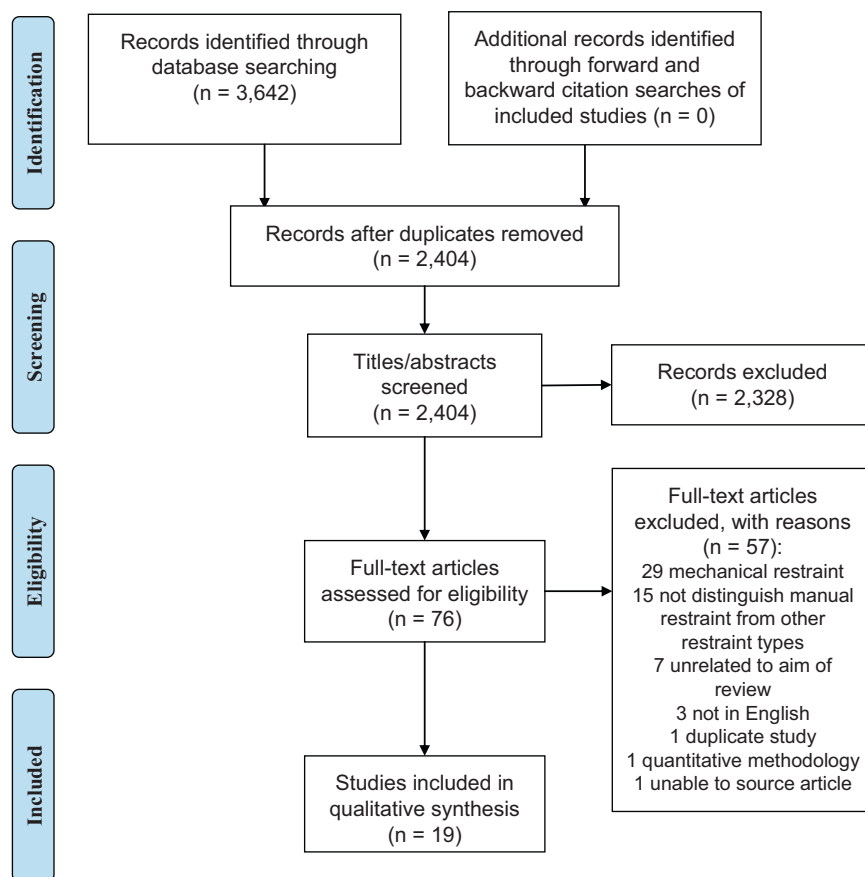 Identification
Records identified through
database searching
(n = 3,642)
Additional records identified
through forward and
backward citation searches of
included studies (n = 0)
Records after duplicates removed
(n = 2,404)
Screening
Titles/abstracts
screened
(n = 2,404)
Records excluded
(n = 2,328)
Eligibility
Full-text articles
assessed for eligibility
(n = 76)
Full-text articles
excluded, with reasons
(n = 57):
29 mechanical restraint
15 not distinguish manual
restraint from other
restraint types
7 unrelated to aim of
review
3 not in English
1 duplicate study
1 quantitative methodology
1 unable to source article
Included
Studies included in
qualitative synthesis
(n = 19)